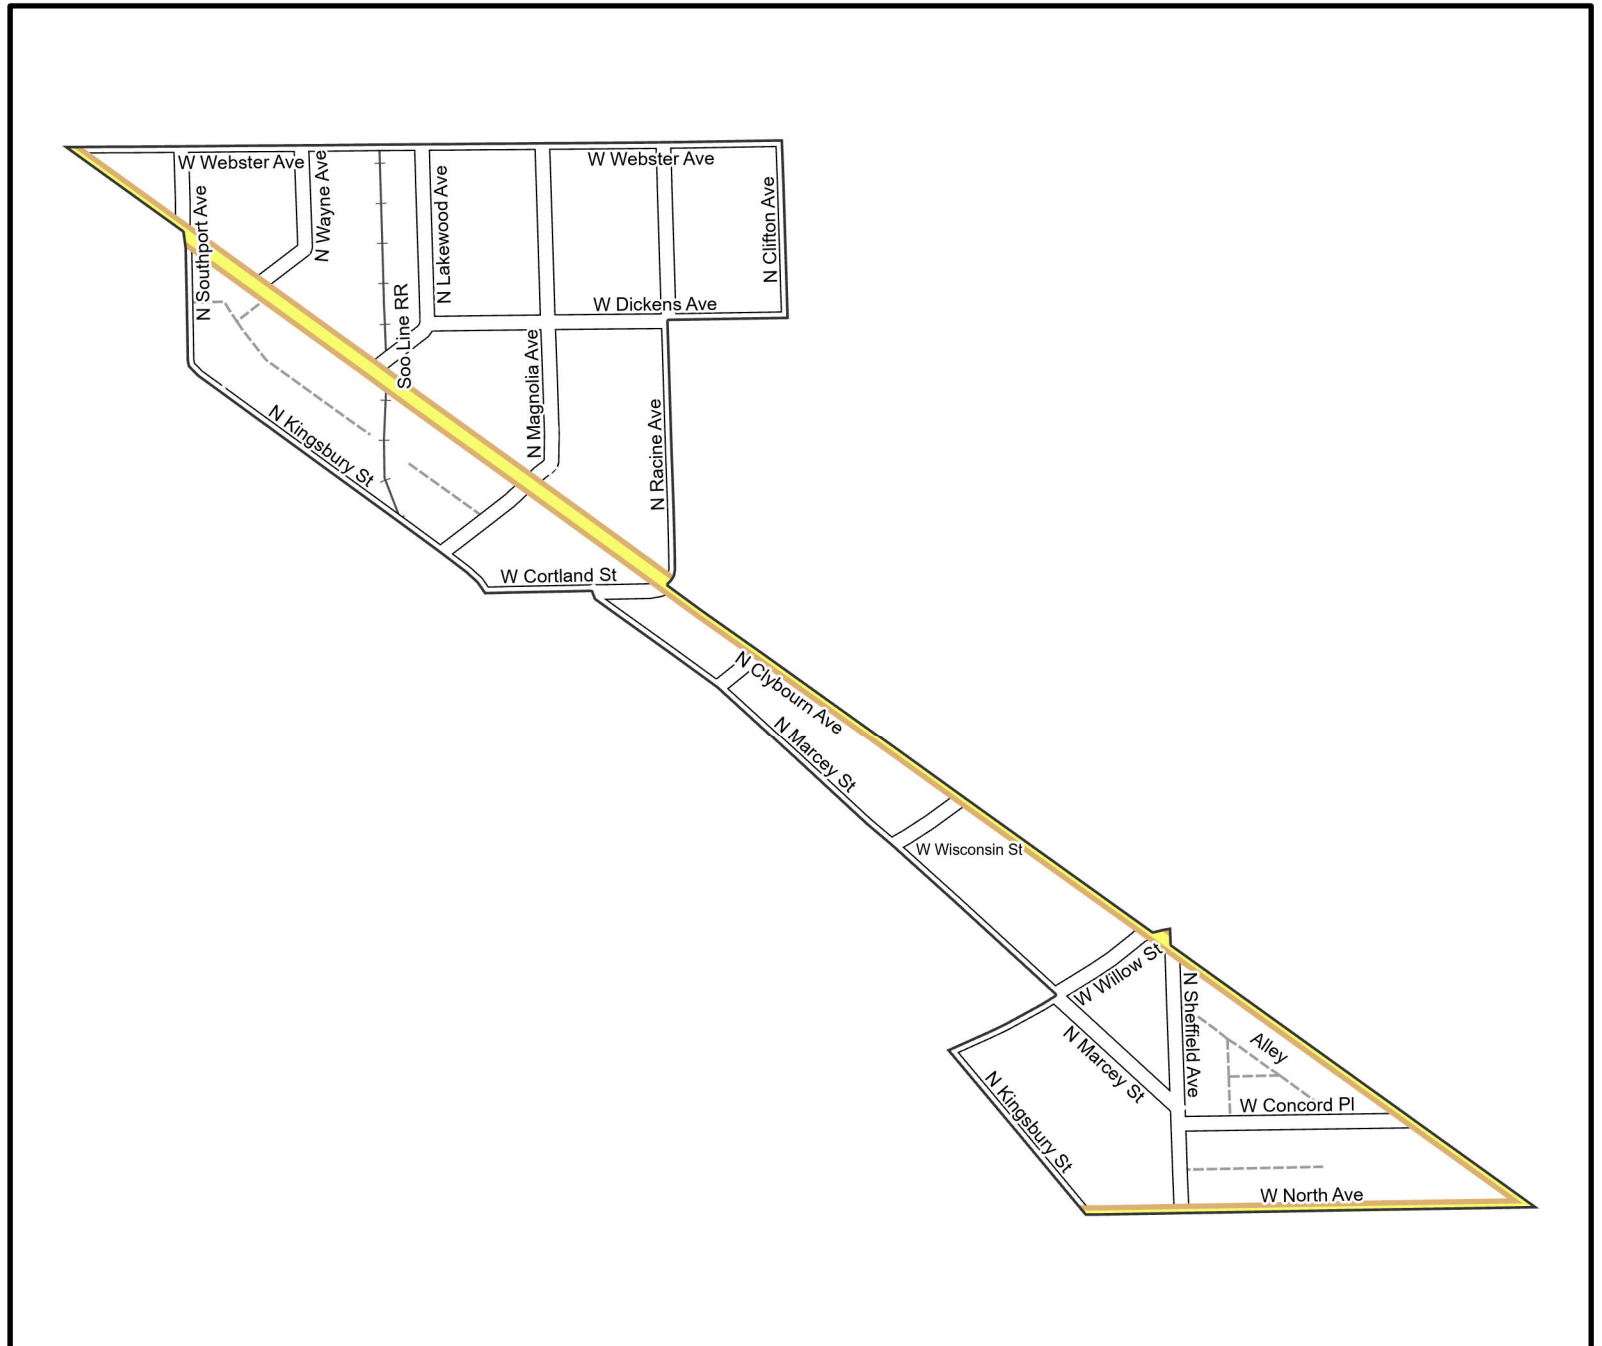 W Webster Ave
W Webster Ave
N Southport Ave
N Wayne Ave
N Lakewood Ave
N Clifton Ave
Soo Line RR
W Dickens Ave
N Magnolia Ave
N Racine Ave
N Kingsbury St
W Cortland St
N Clybourn Ave
N Marcey St
W Wisconsin St
W Willow St
N Sheffield Ave
N Marcey St
Alley
N Kingsbury St
W Concord Pl
W North Ave